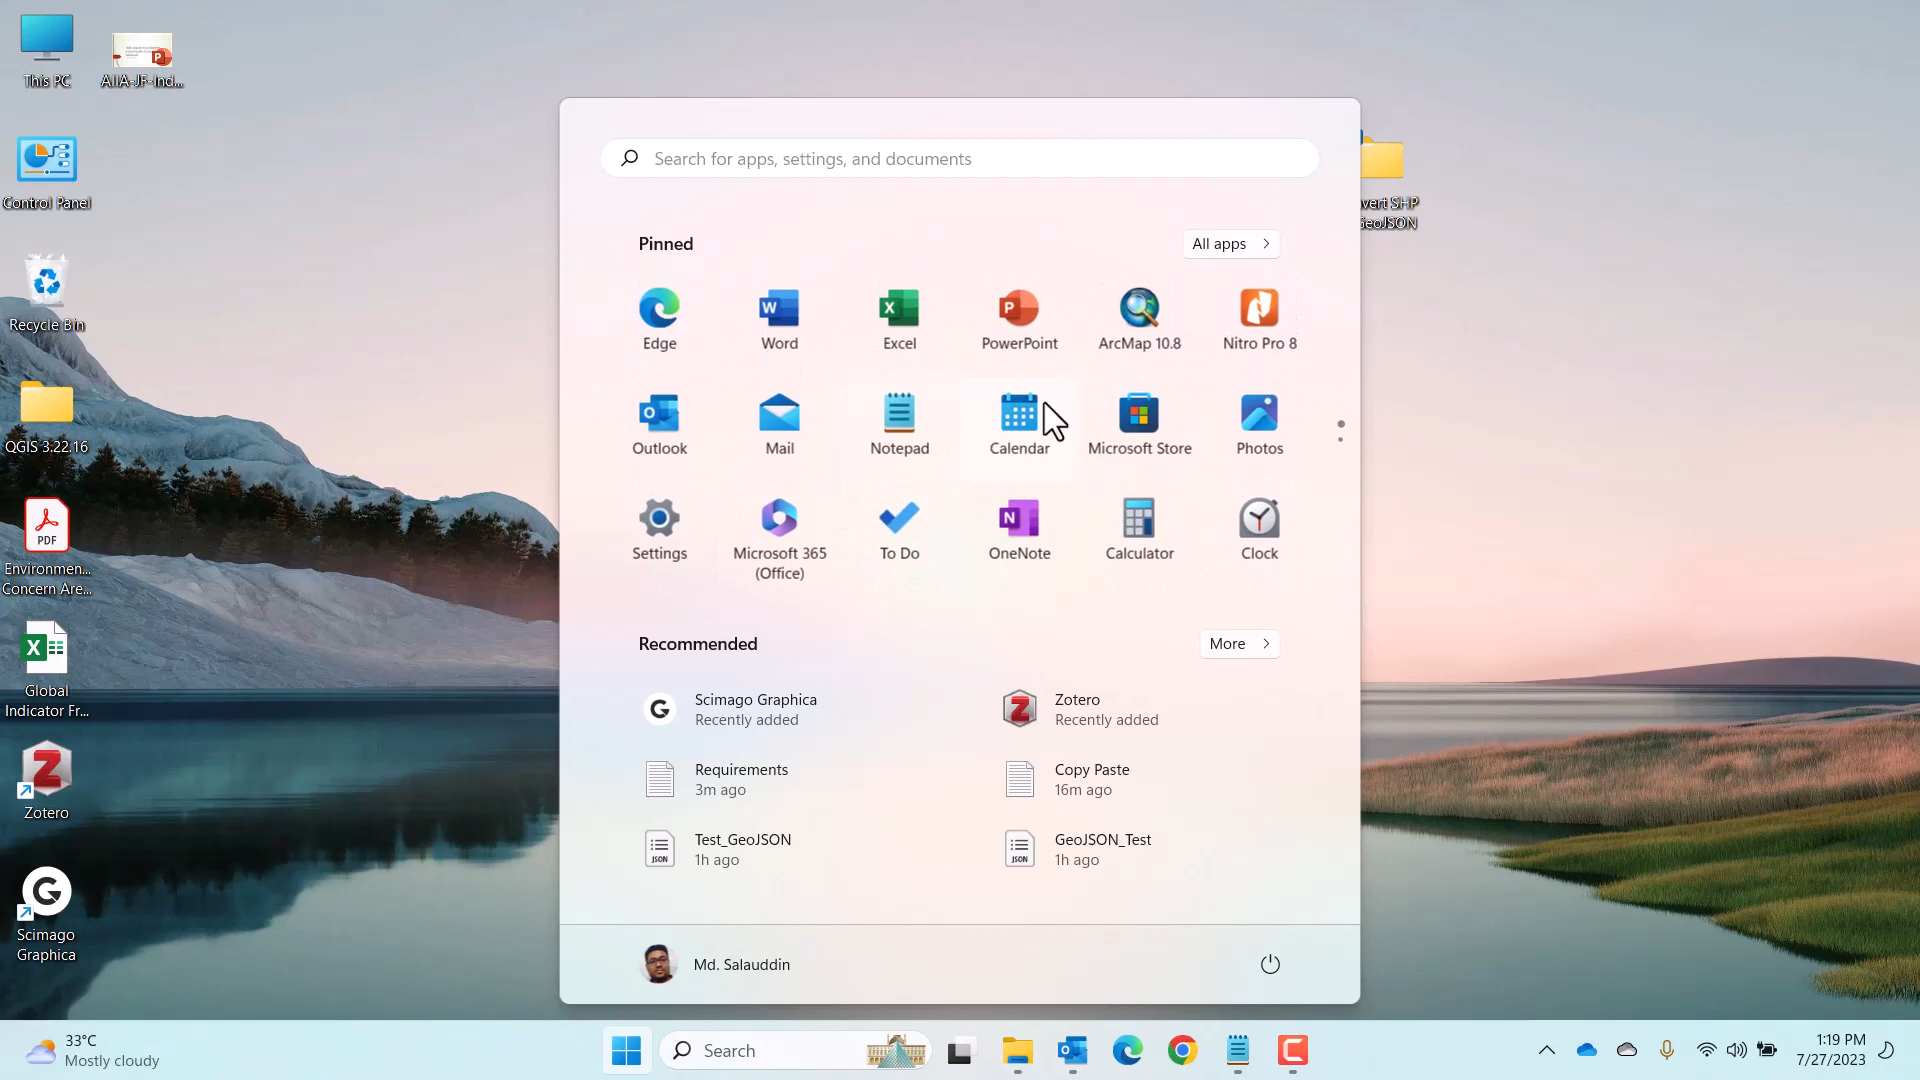 This PC
AIIA-JF-Ind...
Control Panel
Recycle Bin
QGIS 3.22.16
PDF
Environmen...
Concern Are...
Global
Indicator Fr...
Zotero
Scimago
Graphica
vert SHP
GeoJSON
Search for apps, settings, and documents
Pinned
All apps
Edge
Word
Excel
PowerPoint
ArcMap 10.8
Nitro Pro 8
Outlook
Mail
Notepad
Calendar
Microsoft Store
Photos
Settings
Microsoft 365
(Office)
To Do
OneNote
Calculator
Clock
Recommended
More
Scimago Graphica
Recently added
Zotero
Recently added
Requirements
3m ago
Copy Paste
16m ago
JSON
Test_GeoJSON
1h ago
JSON
GeoJSON_Test
1h ago
Md. Salauddin
33°C
Mostly cloudy
Search
1:19 PM
7/27/2023